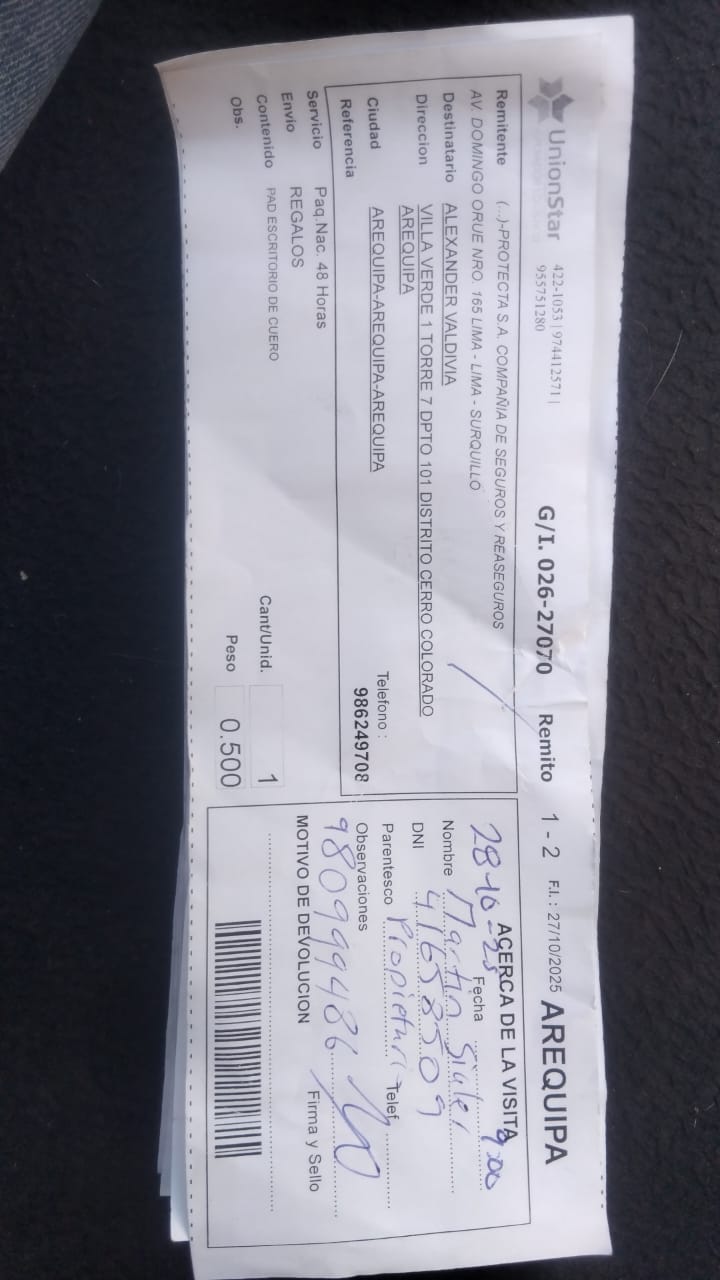 UnionStar
422-1053 | 974412571 |
955751280
G/I. 026-27070 Remito 1 - 2 F.I.: 27/10/2025 AREQUIPA
Remitente (...)-PROTECTA S.A. COMPAÑIA DE SEGUROS Y REASEGUROS
AV. DOMINGO ORUE NRO. 165 LIMA - LIMA - SURQUILLO
Destinatario ALEXANDER VALDIVIA
Direccion VILLA VERDE 1 TORRE 7 DPTO 101 DISTRITO CERRO COLORADO
AREQUIPA
Ciudad AREQUIPA-AREQUIPA-AREQUIPA
Telefono :
986249708
Referencia
Servicio Paq.Nac. 48 Horas
Envio REGALOS
Contenido PAD ESCRITORIO DE CUERO
Obs.
Cant/Unid. 1
Peso 0.500
ACERCA DE LA VISITA
28-10-25 Fecha 9:00
Nombre Martin Siater
DNI 41658509
Parentesco Propietario Telef
Observaciones
980999486
MOTIVO DE DEVOLUCION
Firma y Sello